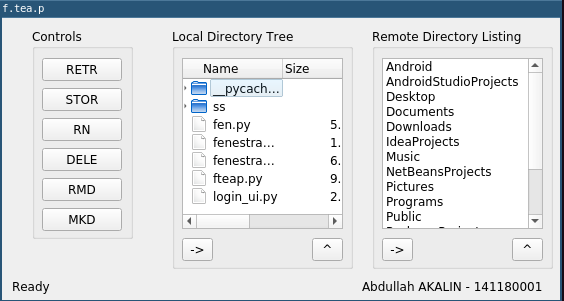 f.tea.p
Controls
RETR
STOR
RN
DELE
RMD
MKD
Local Directory Tree
Name Size
__pycach...
ss
fen.py 5.
fenestra... 1.
fenestra... 6.
fteap.py 9.
login_ui.py 2.
-> ^
Remote Directory Listing
Android
AndroidStudioProjects
Desktop
Documents
Downloads
IdeaProjects
Music
NetBeansProjects
Pictures
Programs
Public
-> ^
Ready
Abdullah AKALIN - 141180001